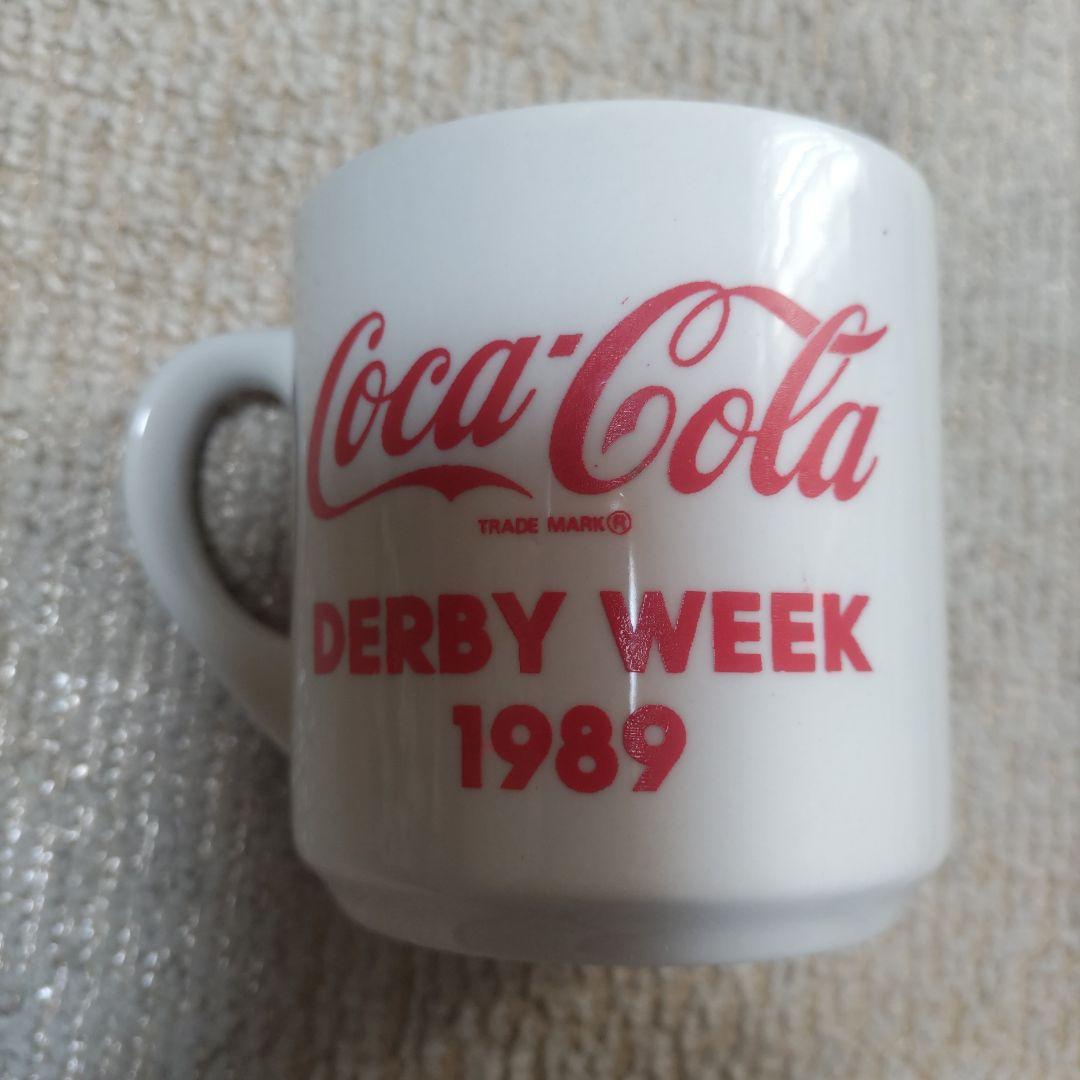 Coca-Cola
TRADE MARK®
DERBY WEEK
1989